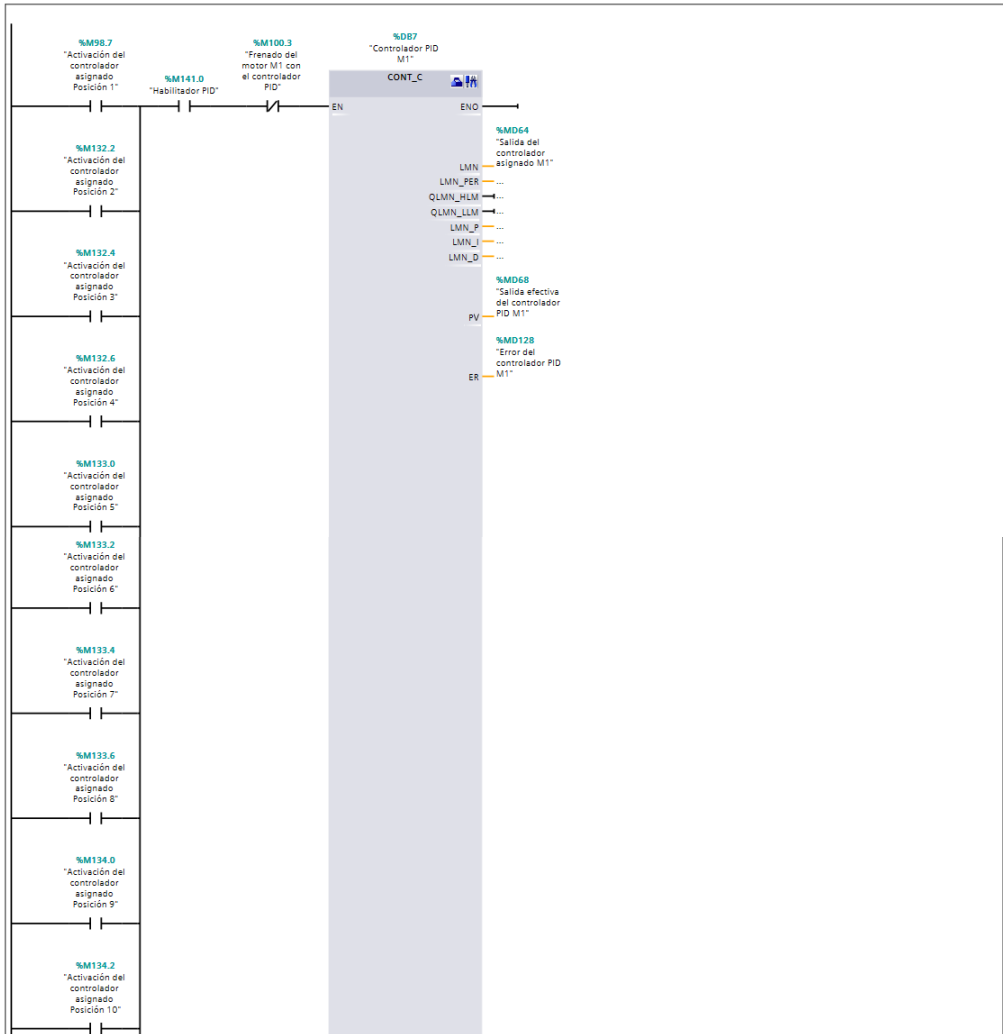 %M98.7
"Activación del
controlador
asignado
Posición 1"
%M141.0
"Habilitador PID"
%M100.3
"Frenado del
motor M1 con
el controlador
PID"
%DB7
"Controlador PID
M1"
CONT_C
EN
ENO
%MD64
"Salida del
controlador
asignado M1"
LMN
LMN_PER
...
QLMN_HLM
...
QLMN_LLM
...
LMN_P
...
LMN_I
...
LMN_D
...
%MD68
"Salida efectiva
del controlador
PID M1"
PV
%MD128
"Error del
controlador PID
M1"
ER
%M132.2
"Activación del
controlador
asignado
Posición 2"
%M132.4
"Activación del
controlador
asignado
Posición 3"
%M132.6
"Activación del
controlador
asignado
Posición 4"
%M133.0
"Activación del
controlador
asignado
Posición 5"
%M133.2
"Activación del
controlador
asignado
Posición 6"
%M133.4
"Activación del
controlador
asignado
Posición 7"
%M133.6
"Activación del
controlador
asignado
Posición 8"
%M134.0
"Activación del
controlador
asignado
Posición 9"
%M134.2
"Activación del
controlador
asignado
Posición 10"